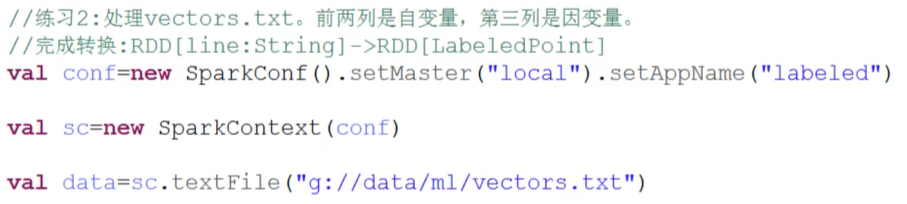 //练习2:处理vectors.txt。前两列是自变量，第三列是因变量。
//完成转换:RDD[line:String]->RDD[LabeledPoint]
val conf=new SparkConf().setMaster("local").setAppName("labeled")
val sc=new SparkContext(conf)
val data=sc.textFile("g://data/ml/vectors.txt")